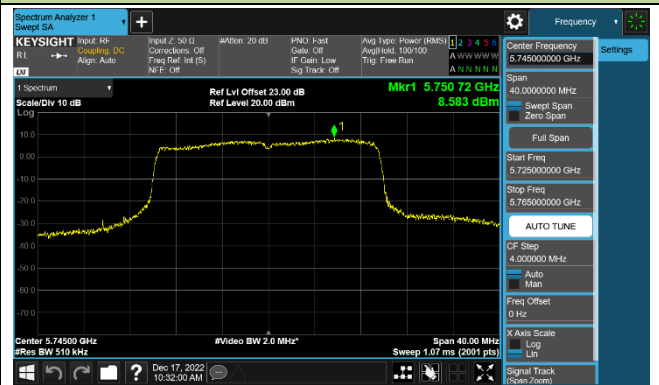 Spectrum Analyzer 1
Swept SA
+
Frequency
KEYSIGHT Input: RF
RL Coupling: DC
Align: Auto
LXI
Input Z: 50 Ω
Corrections: Off
Freq Ref: Int (S)
NFE: Off
#Atten: 20 dB
PNO: Fast
Gate: Off
IF Gain: Low
Sig Track: Off
Avg Type: Power (RMS)
Avg|Hold: 100/100
Trig: Free Run
1 2 3 4 5 6
A W W W W W
A N N N N N
1 Spectrum
Scale/Div 10 dB
Log
Ref Lvl Offset 23.00 dB
Ref Level 20.00 dBm
Mkr1 5.750 72 GHz
8.583 dBm
1
10.0
0.00
-10.0
-20.0
-30.0
-40.0
-50.0
-60.0
-70.0
Center 5.74500 GHz
#Res BW 510 kHz
#Video BW 2.0 MHz*
Span 40.00 MHz
Sweep 1.07 ms (2001 pts)
Center Frequency
5.745000000 GHz
Settings
Span
40.0000000 MHz
Swept Span
Zero Span
Full Span
Start Freq
5.725000000 GHz
Stop Freq
5.765000000 GHz
AUTO TUNE
CF Step
4.000000 MHz
Auto
Man
Freq Offset
0 Hz
X Axis Scale
Log
Lin
Signal Track
(Span Zoom)
?
Dec 17, 2022
10:32:00 AM